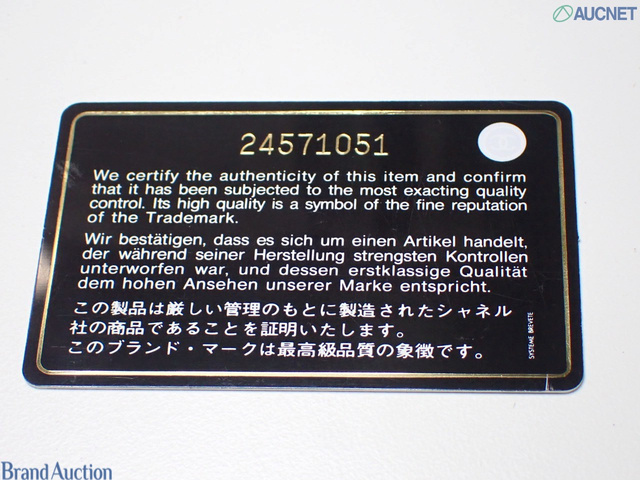 AUCNET
24571051
We certify the authenticity of this item and confirm
that it has been subjected to the most exacting quality
control. Its high quality is a symbol of the fine reputation
of the Trademark.
Wir bestätigen, dass es sich um einen Artikel handelt,
der während seiner Herstellung strengsten Kontrollen
unterworfen war, und dessen erstklassige Qualität
dem hohen Ansehen unserer Marke entspricht.
この製品は厳しい管理のもとに製造されたシャネル
社の商品であることを証明いたします。
このブランド・マークは最高級品質の象徴です。
SYSTEME BREVETE
Brand Auction